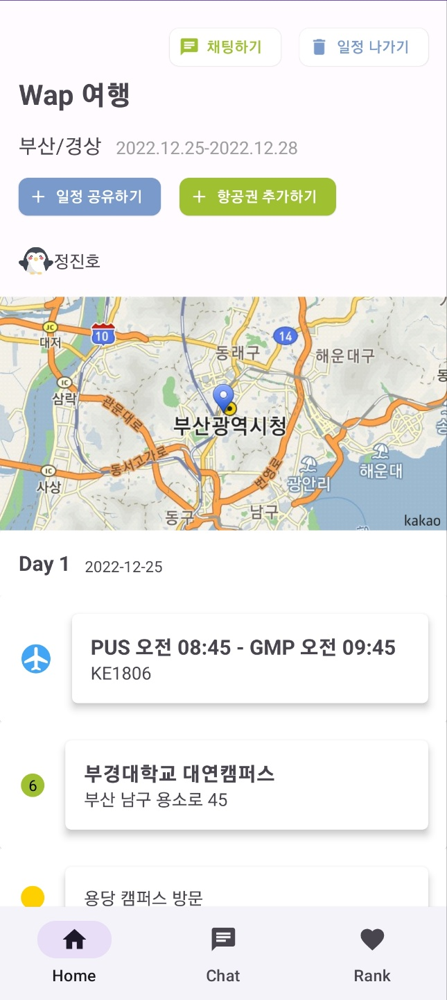 채팅하기
일정 나가기
Wap 여행
부산/경상 2022.12.25-2022.12.28
+ 일정 공유하기
+ 항공권 추가하기
정진호
JC
대저
10
14
동래구
해운대구
IC
삼락
관문대로
부산광역시청
동서고가로
IC
사상
번영로
광안리
해운대
동구
남구
kakao
Day 1 2022-12-25
PUS 오전 08:45 - GMP 오전 09:45
KE1806
6
부경대학교 대연캠퍼스
부산 남구 용소로 45
용당 캠퍼스 방문
Home
Chat
Rank